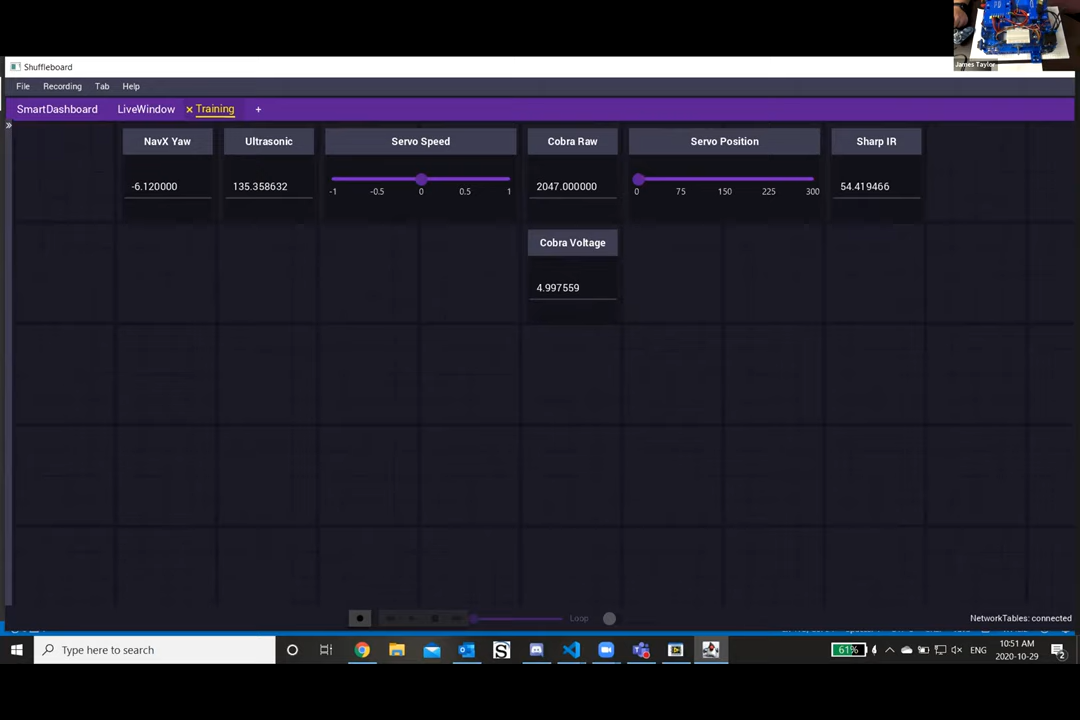 James Taylor
Shuffleboard
File Recording Tab Help
SmartDashboard LiveWindow × Training +
»
NavX Yaw Ultrasonic Servo Speed Cobra Raw Servo Position Sharp IR
-6.120000 135.358632 2047.000000 54.419466
-1 -0.5 0 0.5 1 0 75 150 225 300
Cobra Voltage
4.997559
Loop NetworkTables: connected
Type here to search 61% ENG 10:51 AM
2020-10-29 2